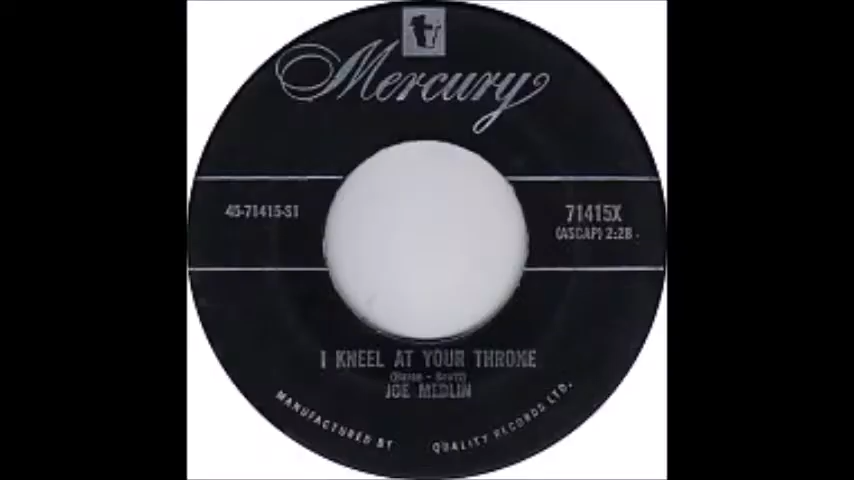 Mercury
45-71415-S1
71415X
(ASCAP) 2:28
I KNEEL AT YOUR THRONE
JOE MEDLIN
MANUFACTURED BY QUALITY RECORDS LTD.